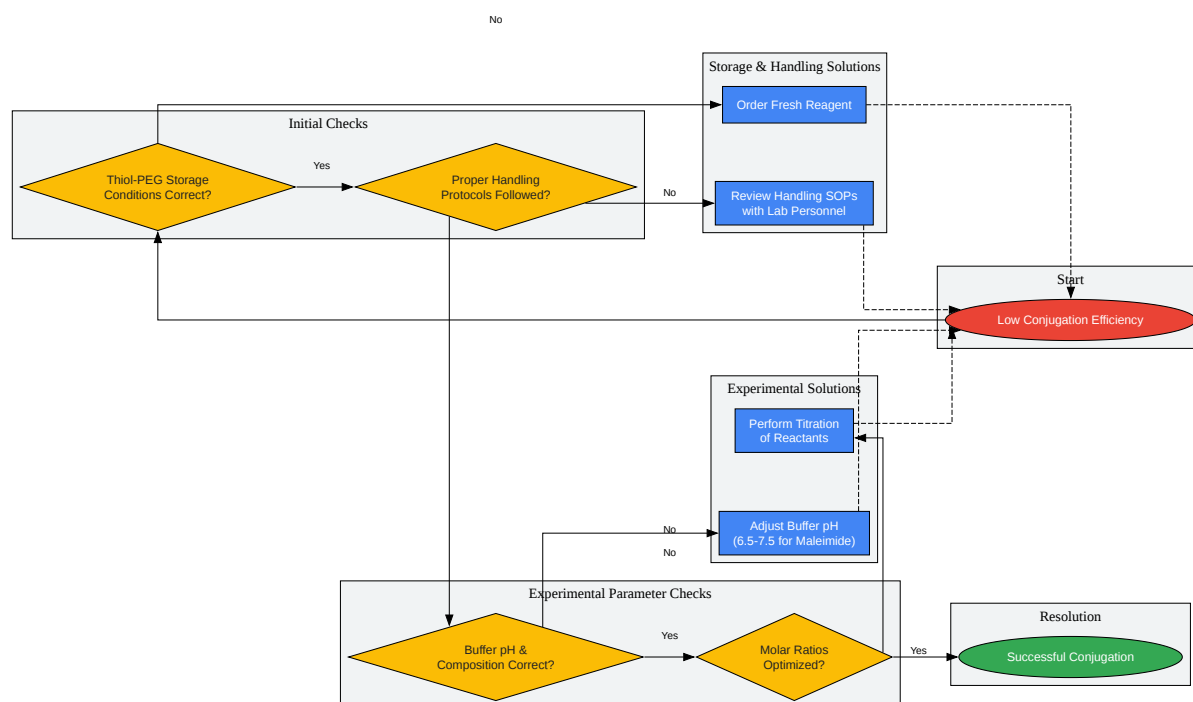 No
Storage & Handling Solutions
Order Fresh Reagent
Initial Checks
Thiol-PEG Storage
Conditions Correct?
Yes
Proper Handling
Protocols Followed?
No
Review Handling SOPs
with Lab Personnel
Start
Low Conjugation Efficiency
Experimental Solutions
Perform Titration
of Reactants
No
Adjust Buffer pH
(6.5-7.5 for Maleimide)
No
Experimental Parameter Checks
Buffer pH &
Composition Correct?
Yes
Molar Ratios
Optimized?
Yes
Resolution
Successful Conjugation